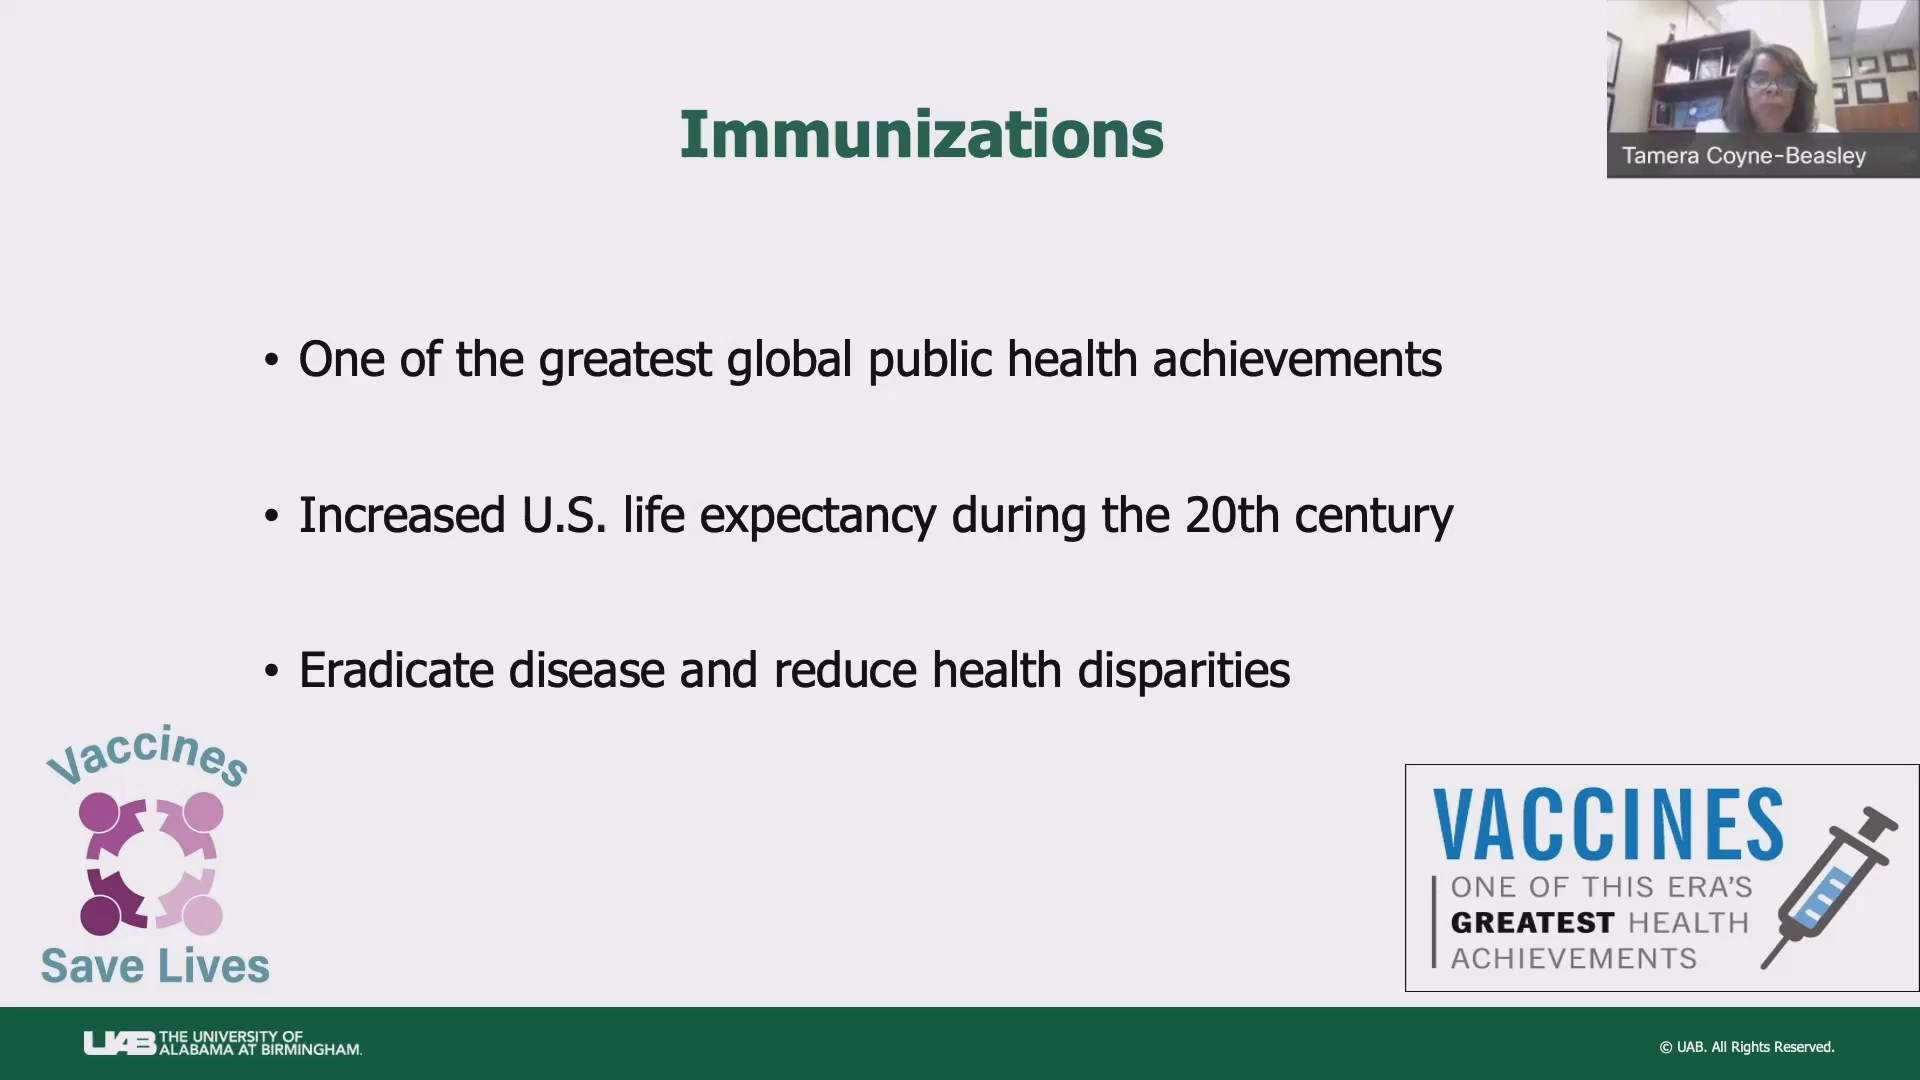 Immunizations
Tamera Coyne-Beasley
• One of the greatest global public health achievements
• Increased U.S. life expectancy during the 20th century
• Eradicate disease and reduce health disparities
Vaccines
Save Lives
VACCINES
ONE OF THIS ERA'S
GREATEST HEALTH
ACHIEVEMENTS
UAB THE UNIVERSITY OF
ALABAMA AT BIRMINGHAM.
© UAB. All Rights Reserved.